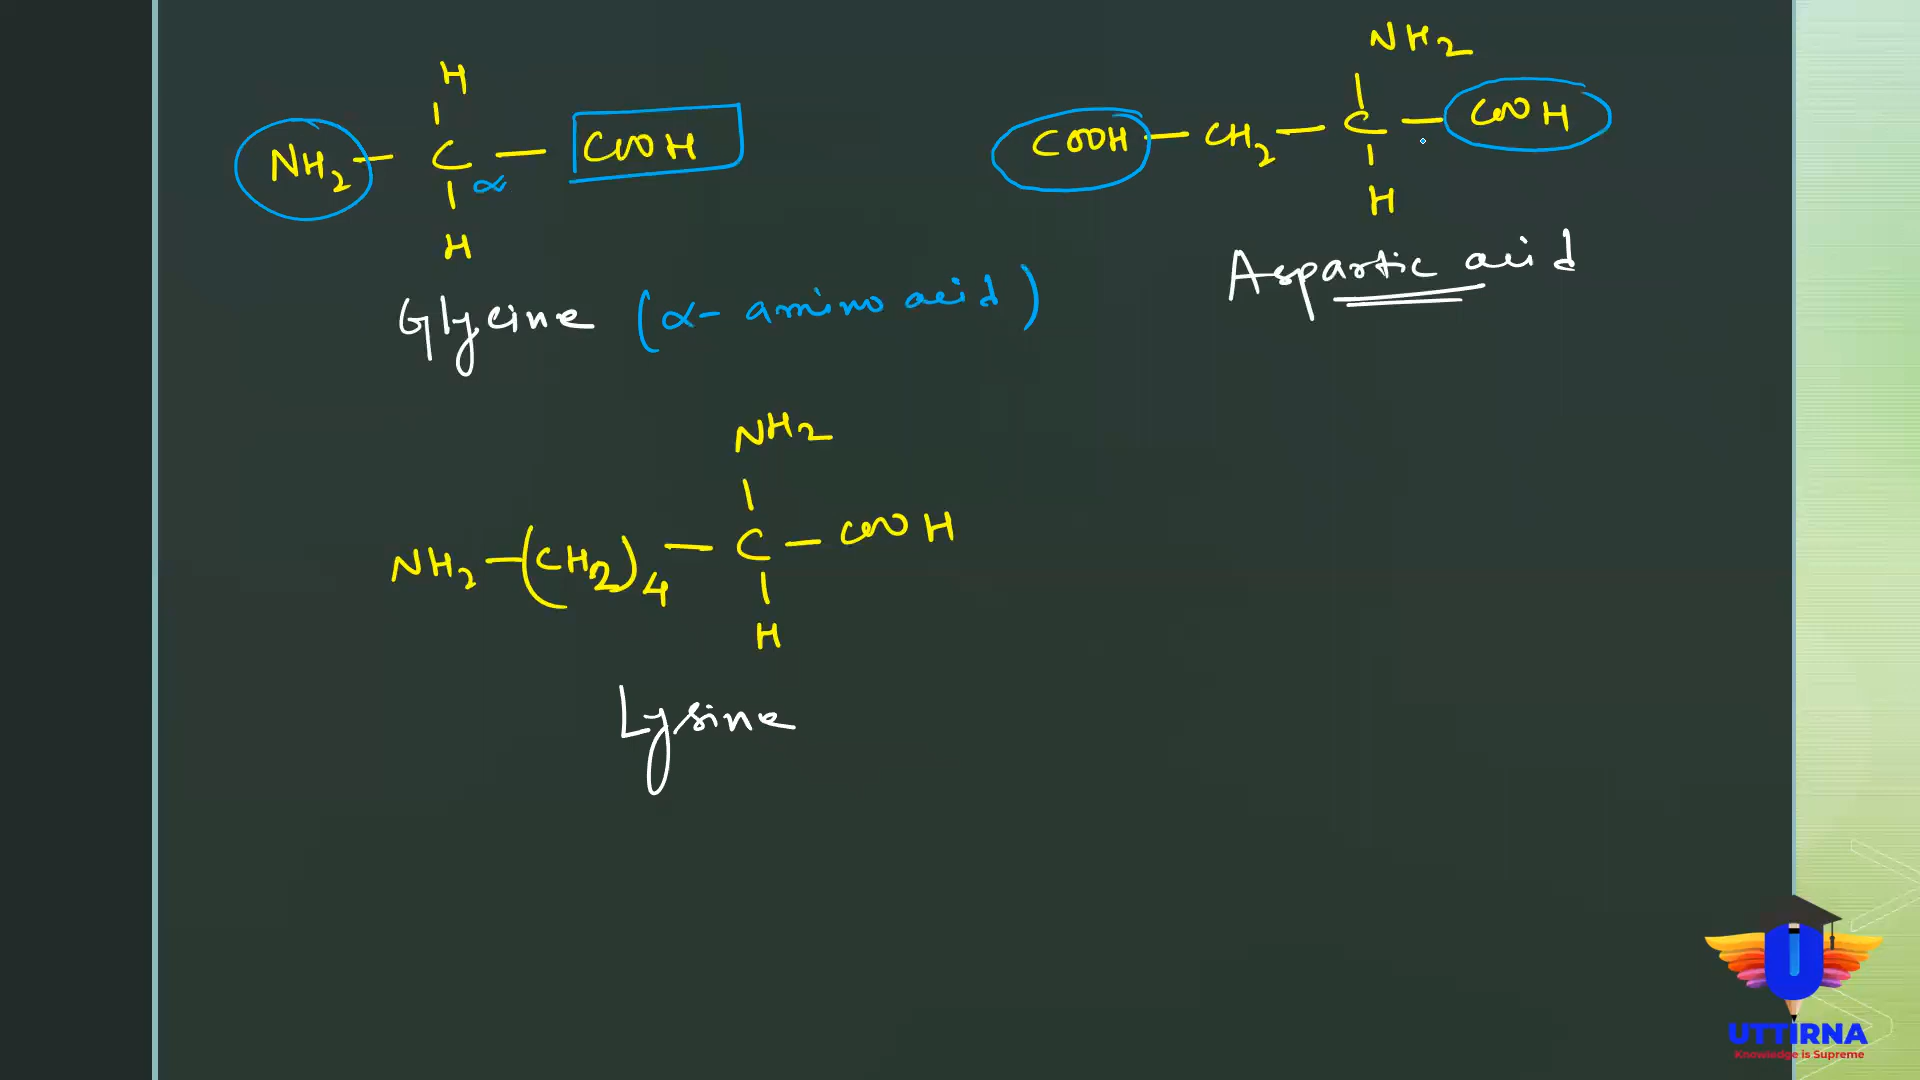 H
|
NH2 — C — COOH
α
|
H
Glycine (α- amino acid)
NH2
|
COOH — CH2 — C — COOH
|
H
Aspartic acid
NH2
|
NH2 —(CH2)4 — C — COOH
|
H
Lysine
U
UTTIRNA
Knowledge is Supreme